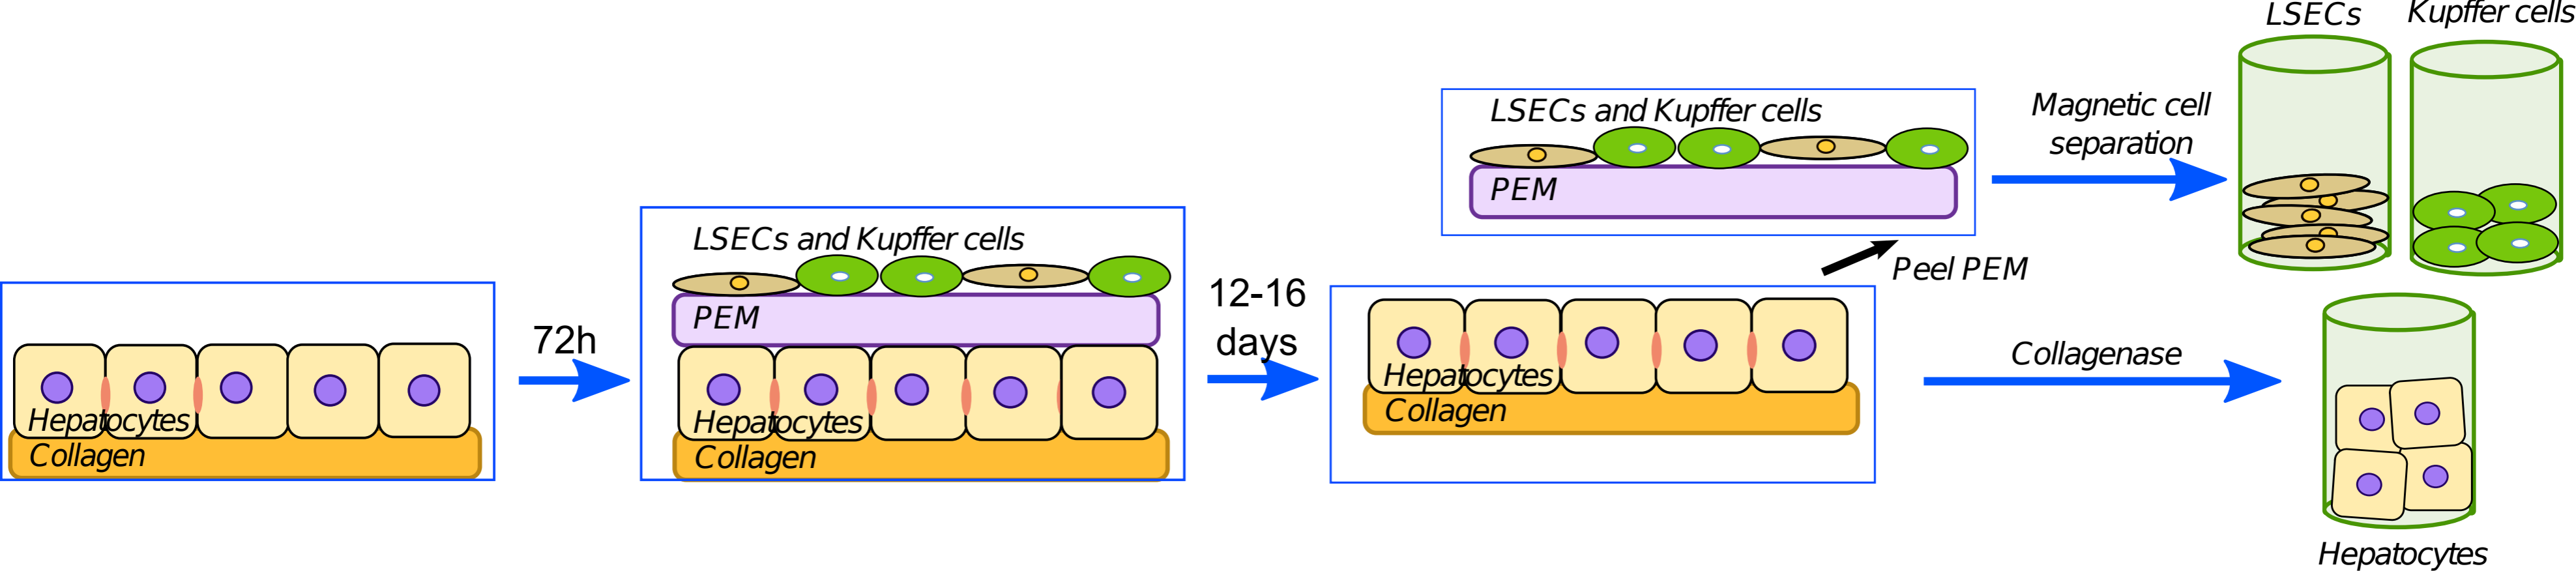 Hepatocytes
Collagen
72h
LSECs and Kupffer cells
PEM
Hepatocytes
Collagen
12-16
days
LSECs and Kupffer cells
PEM
Peel PEM
Hepatocytes
Collagen
Magnetic cell
separation
LSECs
Kupffer cells
Collagenase
Hepatocytes